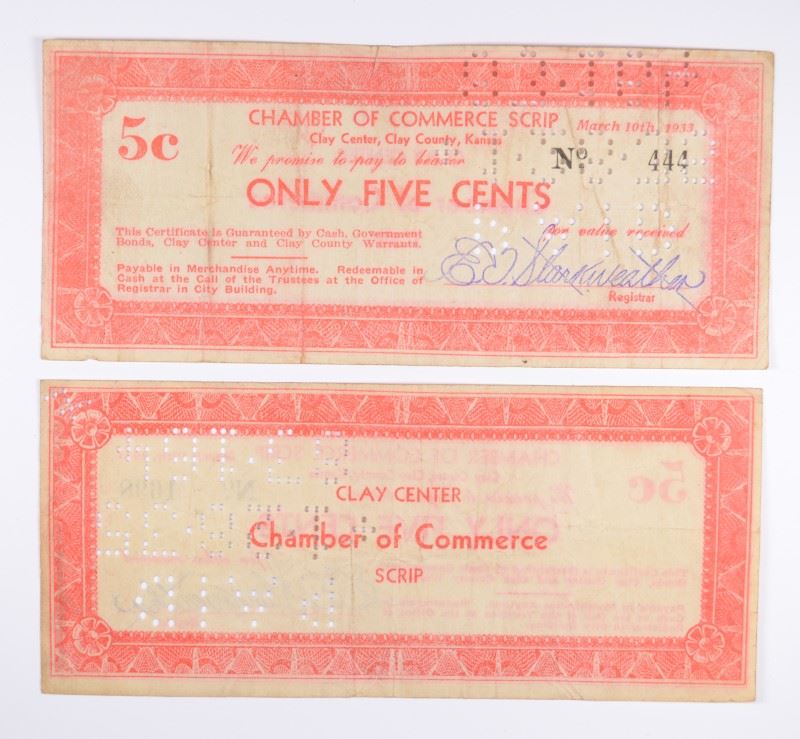 CHAMBER OF COMMERCE SCRIP
5c
March 10th, 1933
Clay Center, Clay County, Kansas
We promise to pay to bearer
No 444
ONLY FIVE CENTS
This Certificate is Guaranteed by Cash, Government
Bonds, Clay Center and Clay County Warrants.
for value received
Payable in Merchandise Anytime. Redeemable in
Cash at the Call of the Trustees at the Office of
Registrar in City Building.
Registrar
CLAY CENTER
Chamber of Commerce
SCRIP